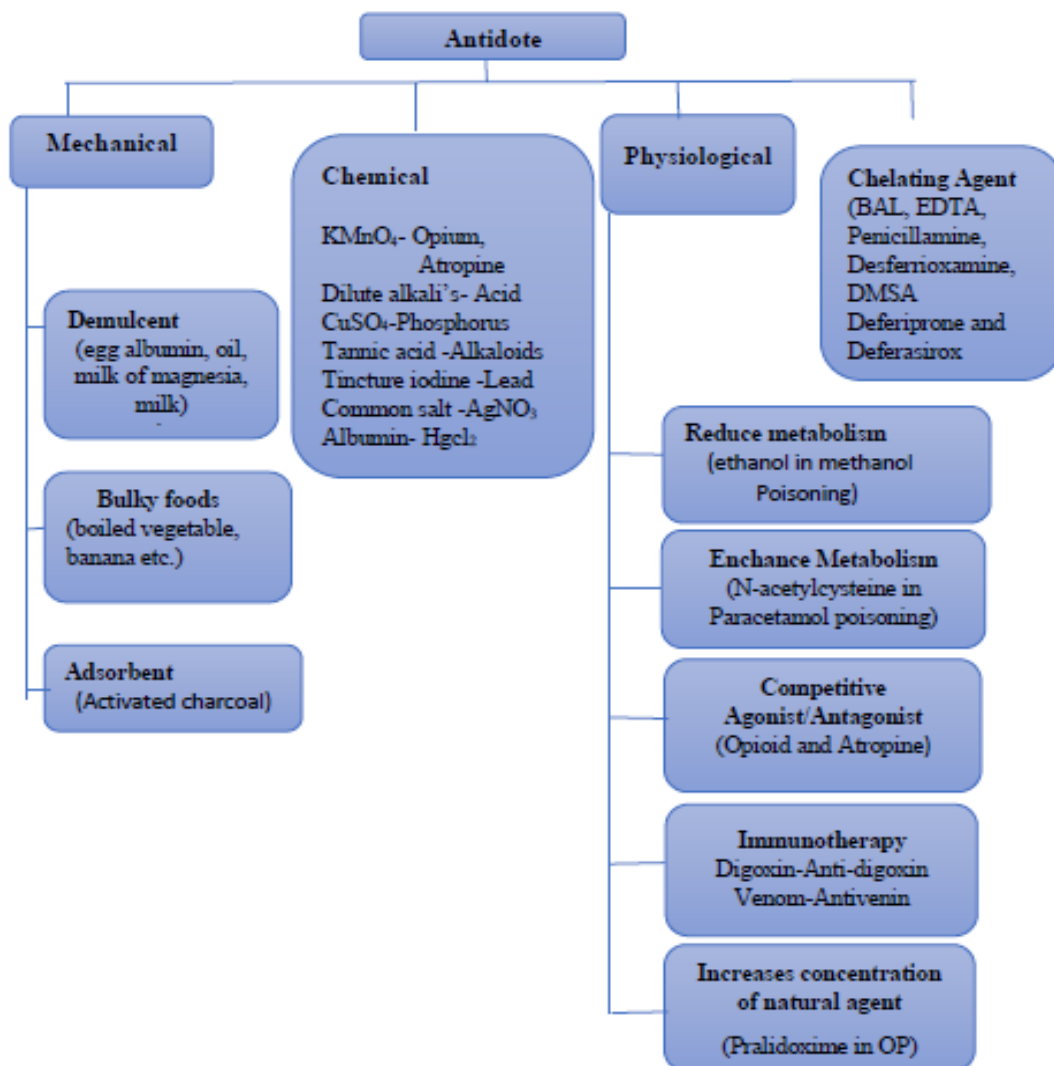 Antidote
Mechanical
Demulcent
(egg albumin, oil,
milk of magnesia,
milk)
Bulky foods
(boiled vegetable,
banana etc.)
Adsorbent
(Activated charcoal)
Chemical
KMnO₄- Opium,
Atropine
Dilute alkali’s- Acid
CuSO₄-Phosphorus
Tannic acid -Alkaloids
Tincture iodine -Lead
Common salt -AgNO₃
Albumin- Hgcl₂
Physiological
Reduce metabolism
(ethanol in methanol
Poisoning)
Enchance Metabolism
(N-acetylcysteine in
Paracetamol poisoning)
Competitive
Agonist/Antagonist
(Opioid and Atropine)
Immunotherapy
Digoxin-Anti-digoxin
Venom-Antivenin
Increases concentration
of natural agent
(Pralidoxime in OP)
Chelating Agent
(BAL, EDTA,
Penicillamine,
Desferrioxamine,
DMSA
Deferiprone and
Deferasirox